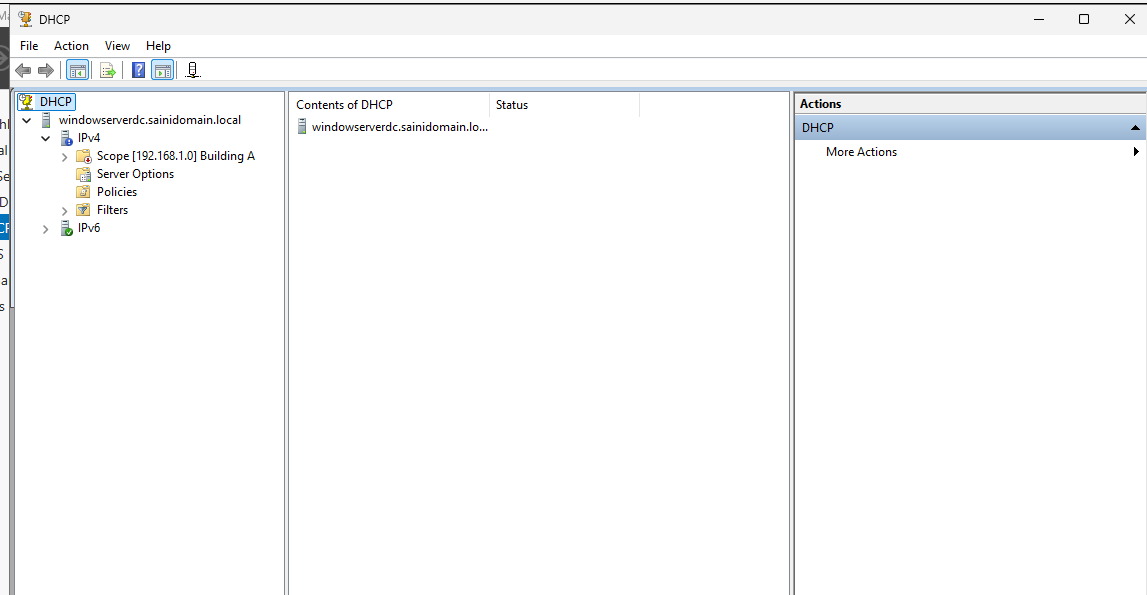 DHCP
File Action View Help
DHCP
windowserverdc.sainidomain.local
IPv4
Scope [192.168.1.0] Building A
Server Options
Policies
Filters
IPv6
Contents of DHCP Status
windowserverdc.sainidomain.lo...
Actions
DHCP
More Actions